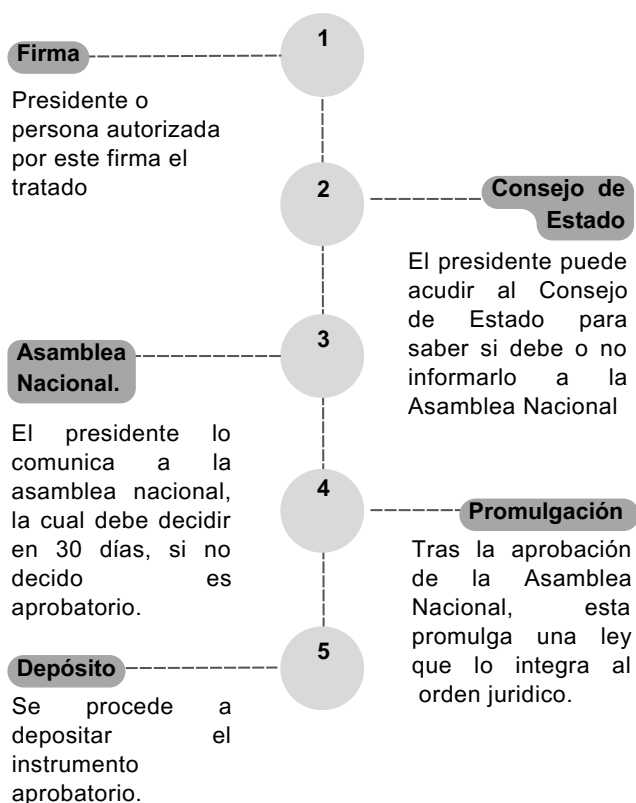 1
Firma
Presidente o
persona autorizada
por este firma el
tratado
2
Consejo de
Estado
El presidente puede
acudir al Consejo
de Estado para
saber si debe o no
informarlo a la
Asamblea Nacional
3
Asamblea
Nacional.
El presidente lo
comunica a la
asamblea nacional,
la cual debe decidir
en 30 días, si no
decido es
aprobatorio.
4
Promulgación
Tras la aprobación
de la Asamblea
Nacional, esta
promulga una ley
que lo integra al
orden juridico.
5
Depósito
Se procede a
depositar el
instrumento
aprobatorio.